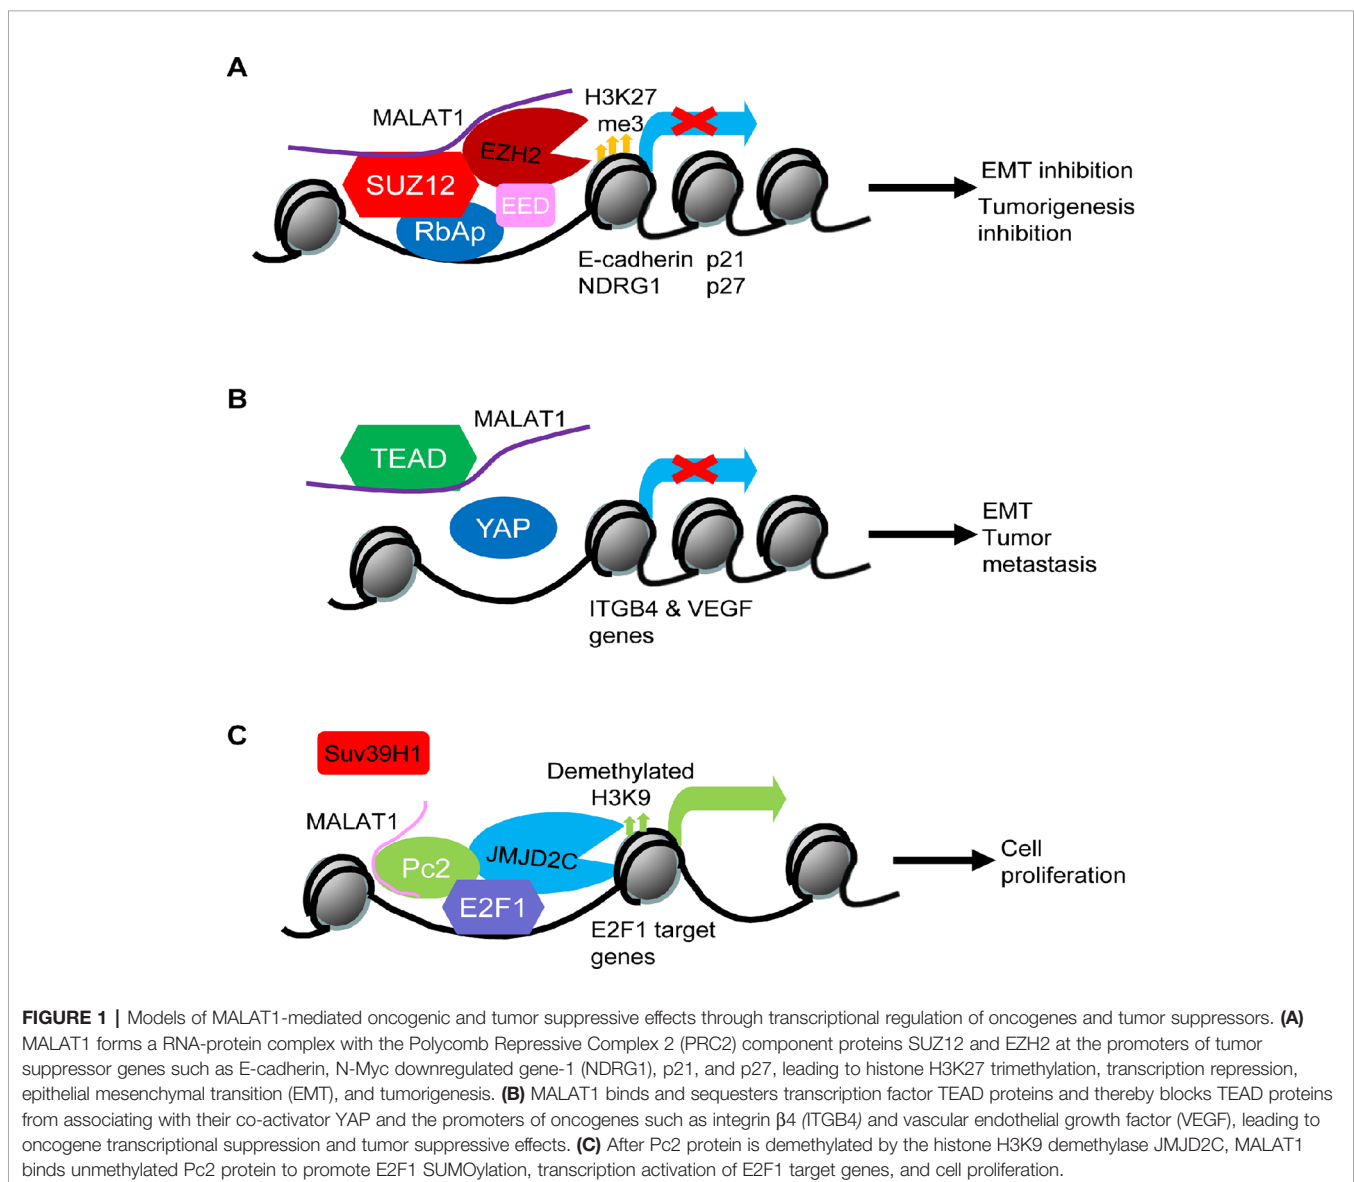 A
MALAT1
H3K27
me3
EZH2
SUZ12
EED
RbAp
E-cadherin p21
NDRG1 p27
EMT inhibition
Tumorigenesis
inhibition
B
MALAT1
TEAD
YAP
ITGB4 & VEGF
genes
EMT
Tumor
metastasis
C
Suv39H1
Demethylated
H3K9
MALAT1
Pc2
JMJD2C
E2F1
E2F1 target
genes
Cell
proliferation
FIGURE 1 | Models of MALAT1-mediated oncogenic and tumor suppressive effects through transcriptional regulation of oncogenes and tumor suppressors. (A)
MALAT1 forms a RNA-protein complex with the Polycomb Repressive Complex 2 (PRC2) component proteins SUZ12 and EZH2 at the promoters of tumor
suppressor genes such as E-cadherin, N-Myc downregulated gene-1 (NDRG1), p21, and p27, leading to histone H3K27 trimethylation, transcription repression,
epithelial mesenchymal transition (EMT), and tumorigenesis. (B) MALAT1 binds and sequesters transcription factor TEAD proteins and thereby blocks TEAD proteins
from associating with their co-activator YAP and the promoters of oncogenes such as integrin β4 (ITGB4) and vascular endothelial growth factor (VEGF), leading to
oncogene transcriptional suppression and tumor suppressive effects. (C) After Pc2 protein is demethylated by the histone H3K9 demethylase JMJD2C, MALAT1
binds unmethylated Pc2 protein to promote E2F1 SUMOylation, transcription activation of E2F1 target genes, and cell proliferation.